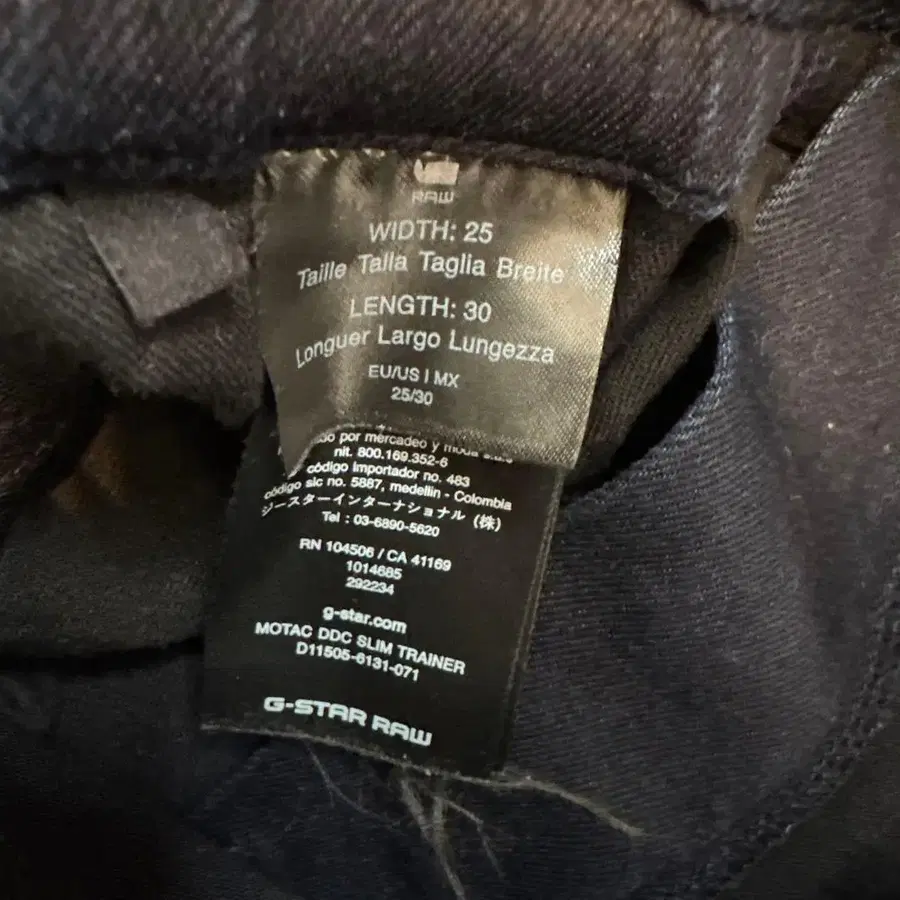 RAW
WIDTH: 25
Taille Talla Taglia Breite
LENGTH: 30
Longuer Largo Lungezza
EU/US | MX
25/30
por mercadeo y moda
nit. 800.169.352-6
código importador no. 483
código sic no. 5887, medellin - Colombia
ジースターインターナショナル (株)
Tel : 03-6890-5620
RN 104506 / CA 41169
1014685
292234
g-star.com
MOTAC DDC SLIM TRAINER
D11505-6131-071
G-STAR RAW